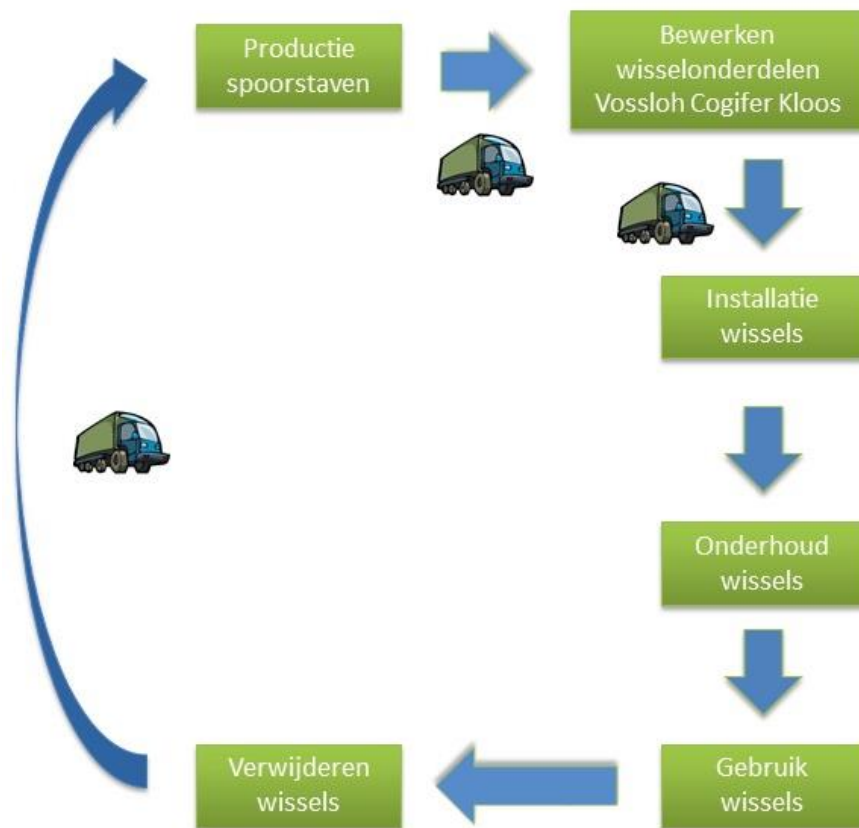 Productie
spoorstaven
Bewerken
wisselonderdelen
Vossloh Cogifer Kloos
Installatie
wissels
Onderhoud
wissels
Gebruik
wissels
Verwijderen
wissels